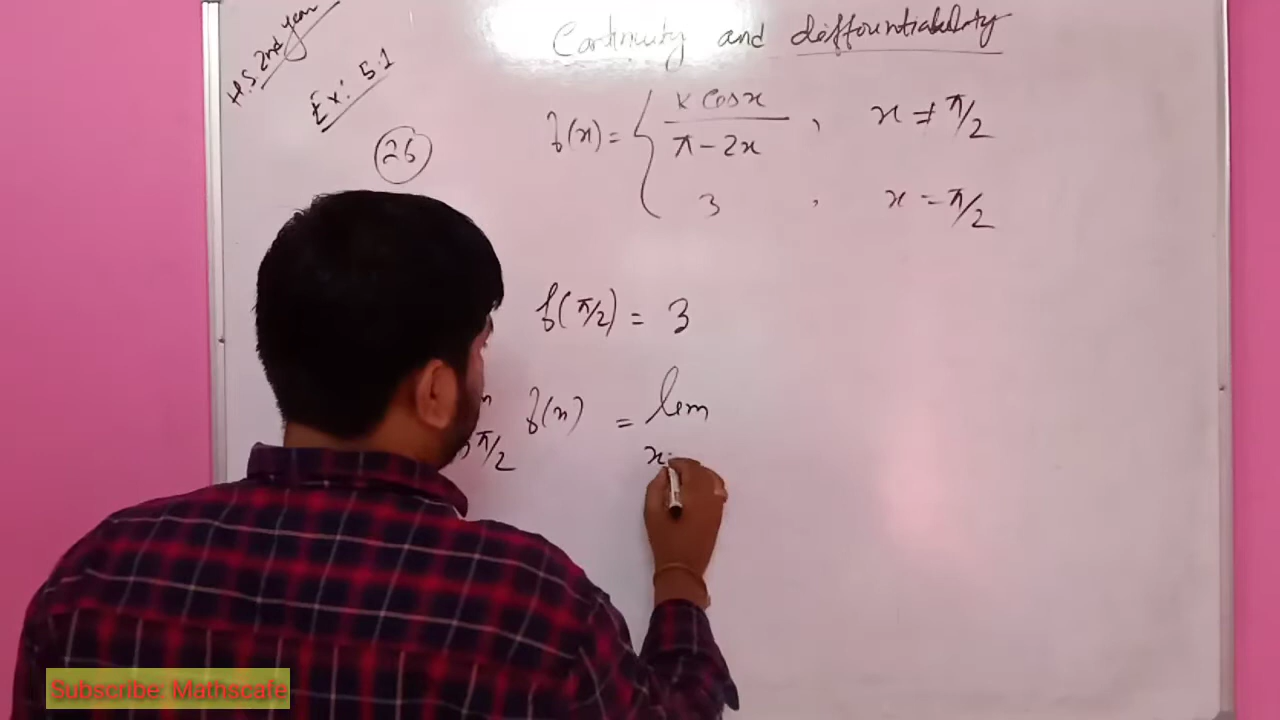 H.S. 2nd year
Ex: 5.1
Continuity and differentiability
26
f(x) = { k cosx / π - 2x , x ≠ π/2
3 , x = π/2
f(π/2) = 3
π/2 f(x) = lim
x
Subscribe: Mathscafe